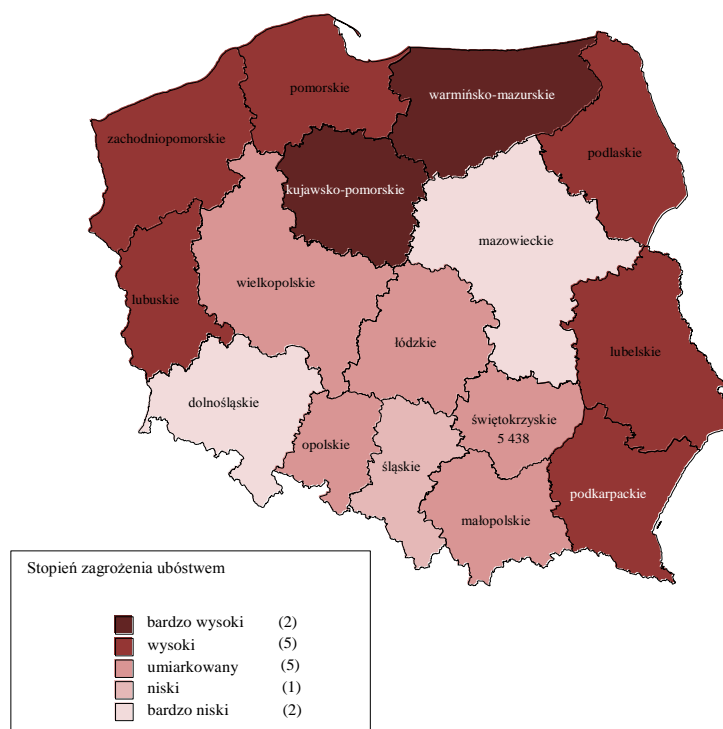 pomorskie
warmińsko-mazurskie
zachodniopomorskie
podlaskie
kujawsko-pomorskie
mazowieckie
wielkopolskie
lubuskie
łódzkie
lubelskie
dolnośląskie
świętokrzyskie
5 438
opolskie
śląskie
podkarpackie
małopolskie
Stopień zagrożenia ubóstwem
bardzo wysoki (2)
wysoki (5)
umiarkowany (5)
niski (1)
bardzo niski (2)